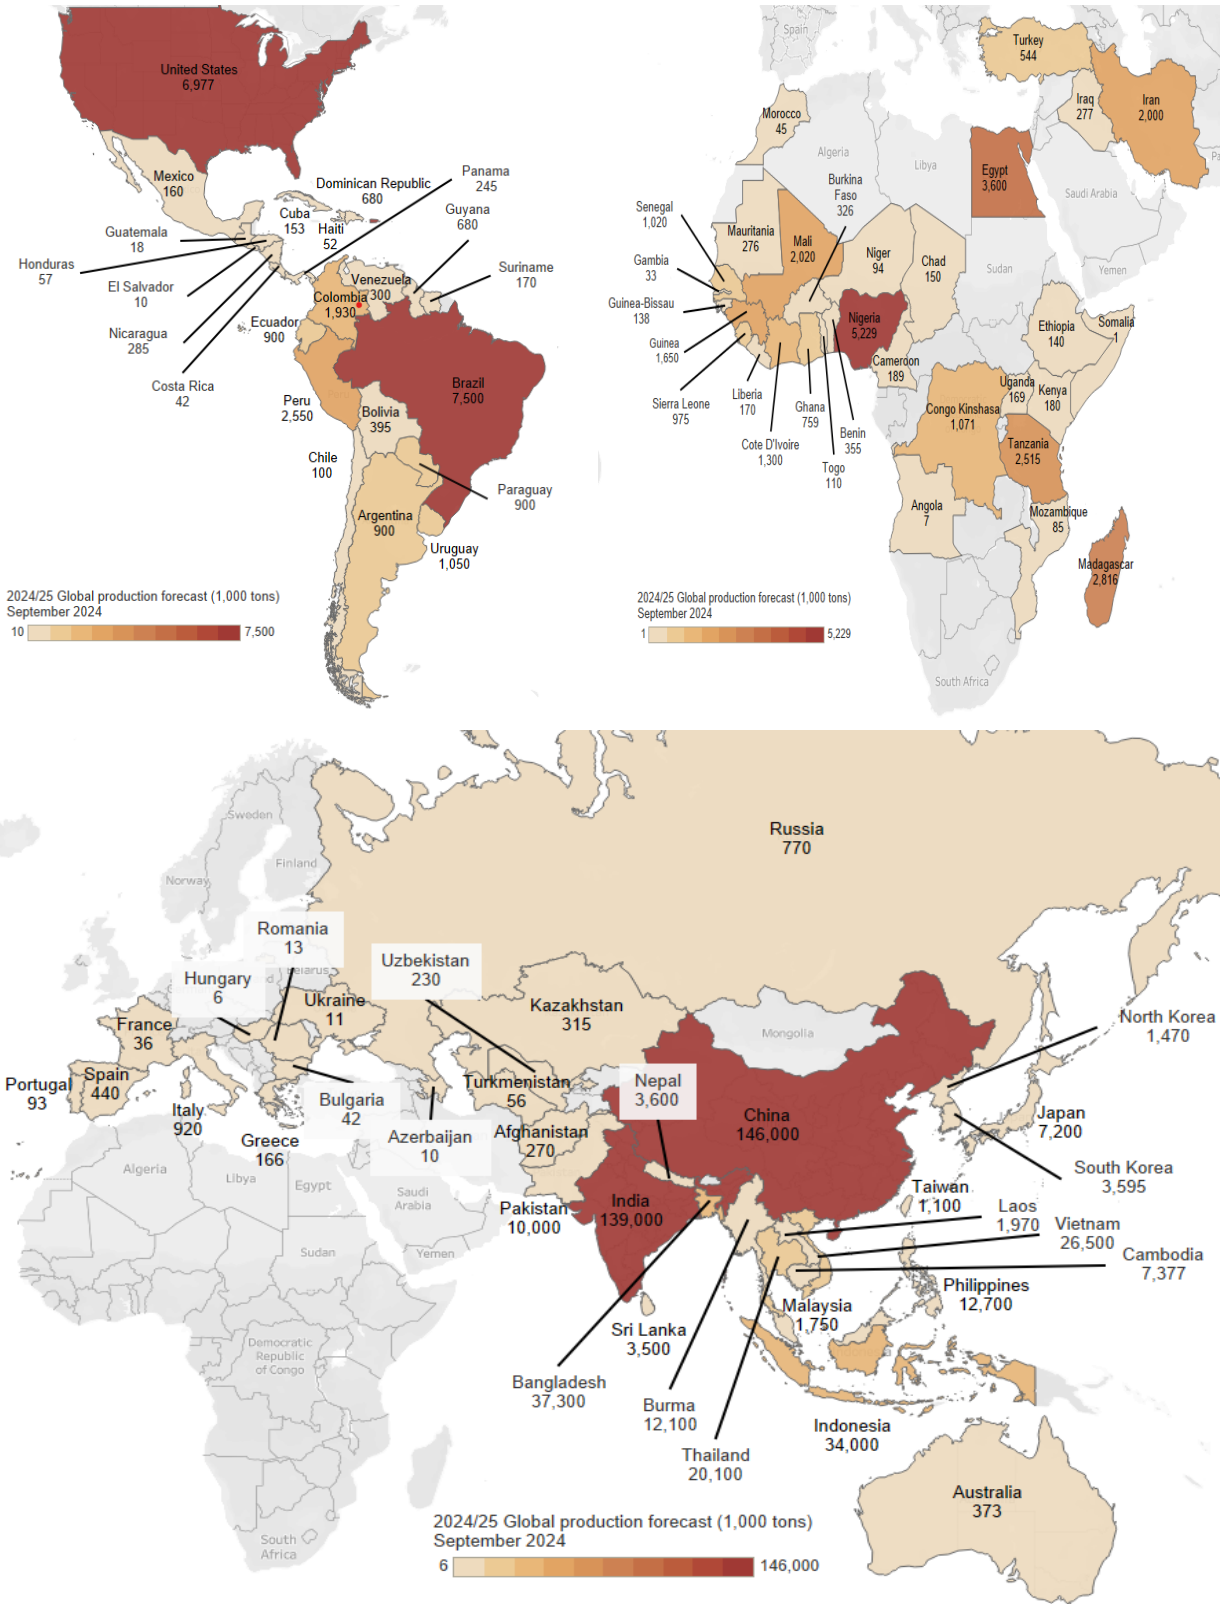 United States
6,977
Mexico
160
Dominican Republic
680
Panama
245
Cuba
153
Haiti
52
Guyana
680
Guatemala
18
Honduras
57
El Salvador
10
Nicaragua
285
Costa Rica
42
Venezuela
300
Suriname
170
Colombia
1,930
Ecuador
900
Peru
2,550
Brazil
7,500
Bolivia
395
Chile
100
Paraguay
900
Argentina
900
Uruguay
1,050
2024/25 Global production forecast (1,000 tons)
September 2024
10
7,500
Spain
Turkey
544
Iraq
277
Iran
2,000
Morocco
45
Algeria
Libya
Egypt
3,600
Saudi Arabia
Burkina
Faso
326
Senegal
1,020
Mauritania
276
Mali
2,020
Niger
94
Chad
150
Sudan
Yemen
Gambia
33
Guinea-Bissau
138
Guinea
1,650
Sierra Leone
975
Liberia
170
Cote D'Ivoire
1,300
Ghana
759
Togo
110
Benin
355
Nigeria
5,229
Cameroon
189
Ethiopia
140
Somalia
1
Uganda
169
Kenya
180
Congo Kinshasa
1,071
Tanzania
2,515
Angola
7
Mozambique
85
Madagascar
2,816
South Africa
2024/25 Global production forecast (1,000 tons)
September 2024
1
5,229
Russia
770
Sweden
Finland
Norway
Romania
13
Belarus
Hungary
6
Ukraine
11
Uzbekistan
230
Kazakhstan
315
Mongolia
North Korea
1,470
France
36
Portugal
93
Spain
440
Italy
920
Greece
166
Bulgaria
42
Azerbaijan
10
Turkmenistan
56
Afghanistan
270
Nepal
3,600
China
146,000
Japan
7,200
South Korea
3,595
Pakistan
10,000
India
139,000
Taiwan
1,100
Laos
1,970
Vietnam
26,500
Cambodia
7,377
Philippines
12,700
Malaysia
1,750
Sri Lanka
3,500
Bangladesh
37,300
Burma
12,100
Thailand
20,100
Indonesia
34,000
Australia
373
Algeria
Libya
Egypt
Saudi
Arabia
Yemen
Sudan
Democratic
Republic
of Congo
South
Africa
2024/25 Global production forecast (1,000 tons)
September 2024
6
146,000